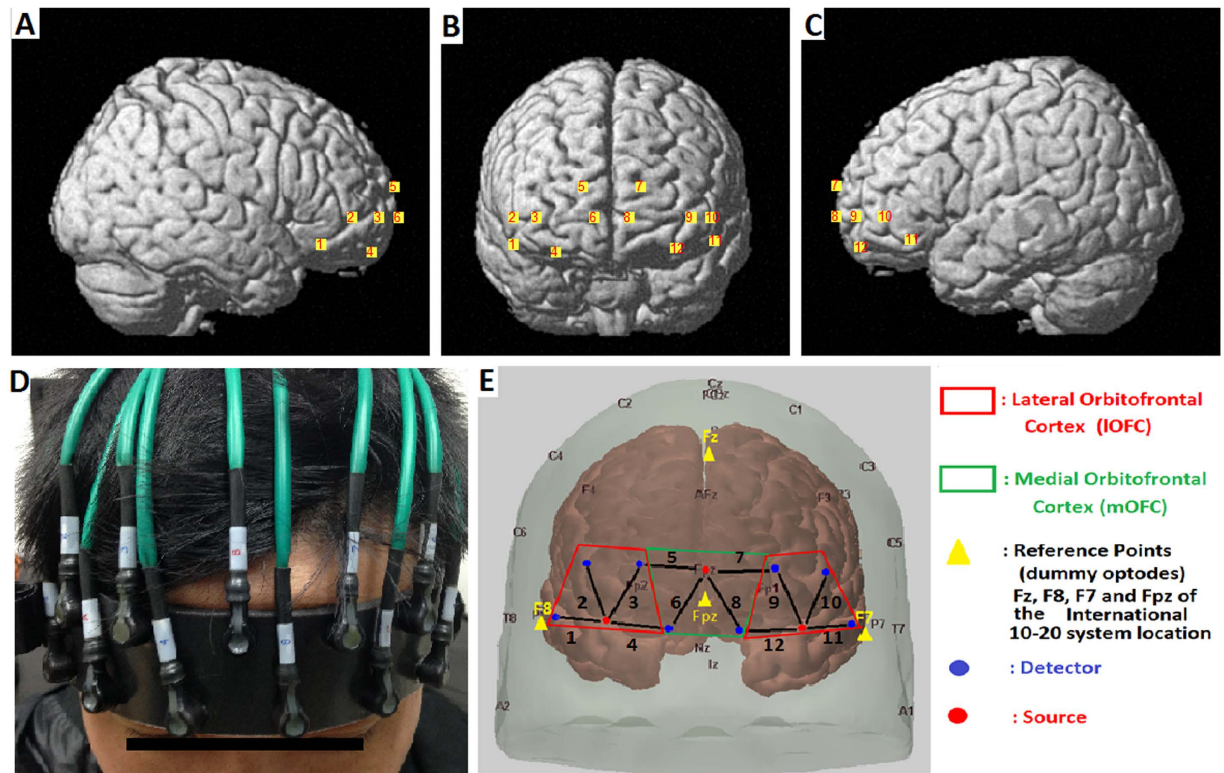 A
5
2
3
6
1
4
B
5
7
2
3
6
8
9
10
1
4
12
11
C
7
8
9
10
12
11
D
E
Cz
C2
C1
Fz
C4
C3
F4
AFz
F3
C6
C5
5
7
Fp2
Fp1
2
3
6
8
9
10
F8
Fpz
F7
T8
P7
T7
1
4
12
11
Nz
Iz
A2
A1
: Lateral Orbitofrontal
Cortex (lOFC)
: Medial Orbitofrontal
Cortex (mOFC)
: Reference Points
(dummy optodes)
Fz, F8, F7 and Fpz of
the International
10-20 system location
: Detector
: Source